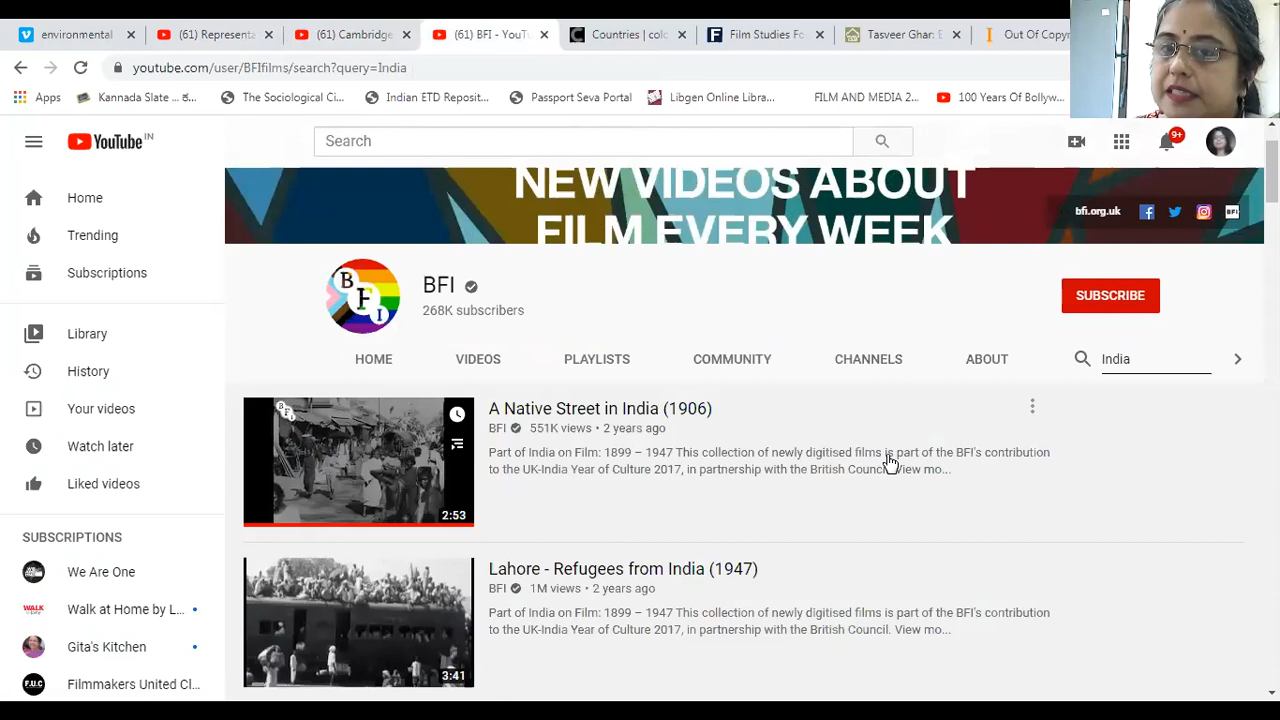 environmental
(61) Representa
(61) Cambridge
(61) BFI - YouTu
Countries | colo
Film Studies Fo
Tasveer Ghar: E
Out Of Copy
youtube.com/user/BFIfilms/search?query=India
Apps
Kannada Slate - ಕ...
The Sociological Ci...
Indian ETD Reposit...
Passport Seva Portal
Libgen Online Libra...
FILM AND MEDIA 2...
100 Years Of Bollyw...
YouTube IN
Search
9+
NEW VIDEOS ABOUT
FILM EVERY WEEK
bfi.org.uk
BFI
Home
Trending
Subscriptions
Library
History
Your videos
Watch later
Liked videos
SUBSCRIPTIONS
We Are One
Walk at Home by L...
Gita's Kitchen
Filmmakers United Cl...
BFI
BFI
268K subscribers
SUBSCRIBE
HOME
VIDEOS
PLAYLISTS
COMMUNITY
CHANNELS
ABOUT
India
A Native Street in India (1906)
BFI 551K views • 2 years ago
Part of India on Film: 1899 – 1947 This collection of newly digitised films is part of the BFI's contribution
to the UK-India Year of Culture 2017, in partnership with the British Council. View mo...
2:53
Lahore - Refugees from India (1947)
BFI 1M views • 2 years ago
Part of India on Film: 1899 – 1947 This collection of newly digitised films is part of the BFI's contribution
to the UK-India Year of Culture 2017, in partnership with the British Council. View mo...
3:41